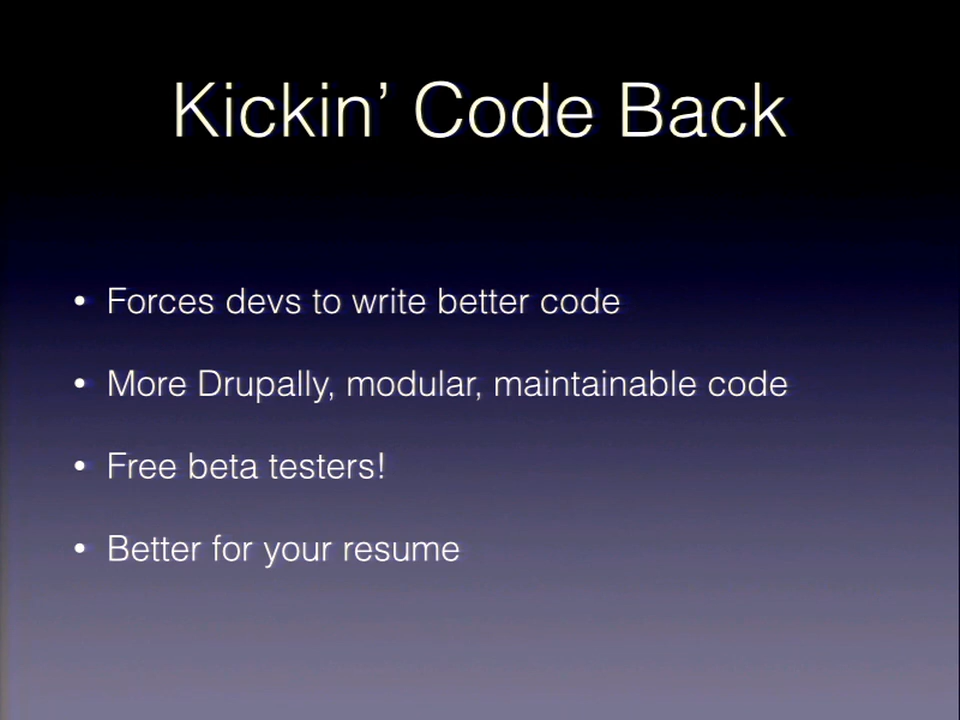 Kickin’ Code Back
• Forces devs to write better code
• More Drupally, modular, maintainable code
• Free beta testers!
• Better for your resume